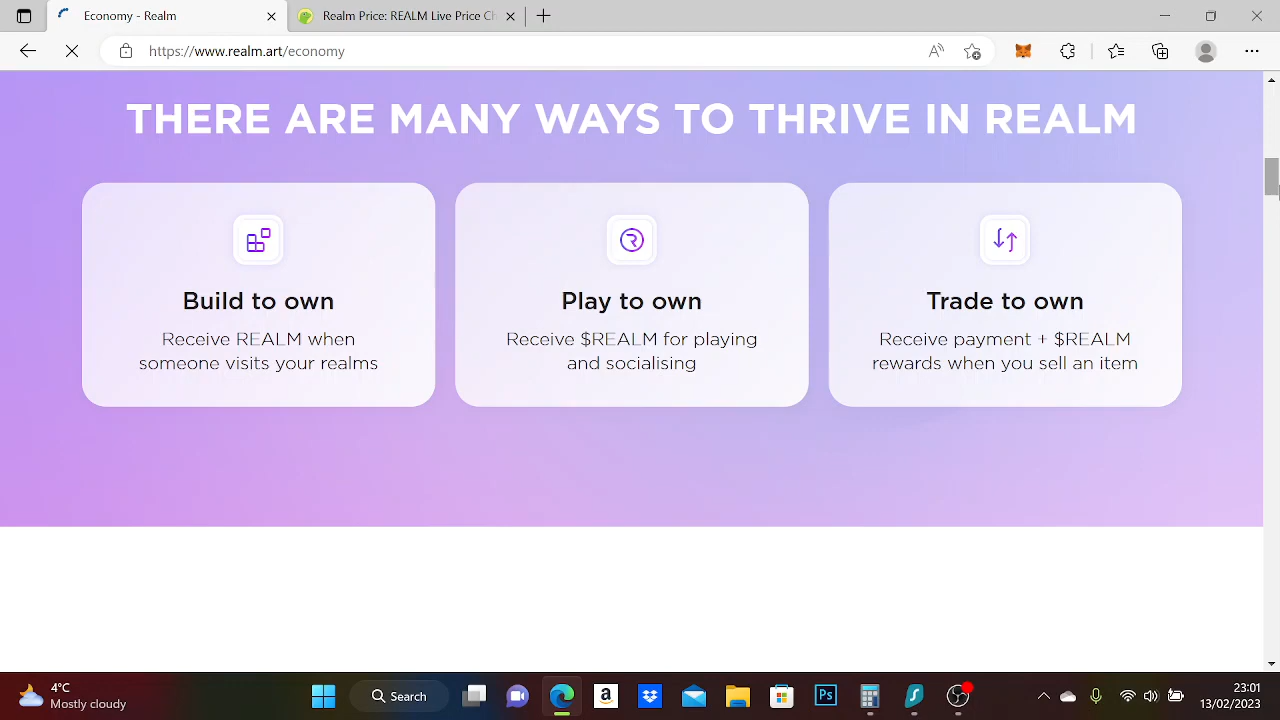 Economy - Realm
Realm Price: REALM Live Price Ch
https://www.realm.art/economy
THERE ARE MANY WAYS TO THRIVE IN REALM
Build to own
Receive REALM when
someone visits your realms
Play to own
Receive $REALM for playing
and socialising
Trade to own
Receive payment + $REALM
rewards when you sell an item
4°C
Mostly cloudy
Search
a
Ps
23:01
13/02/2023